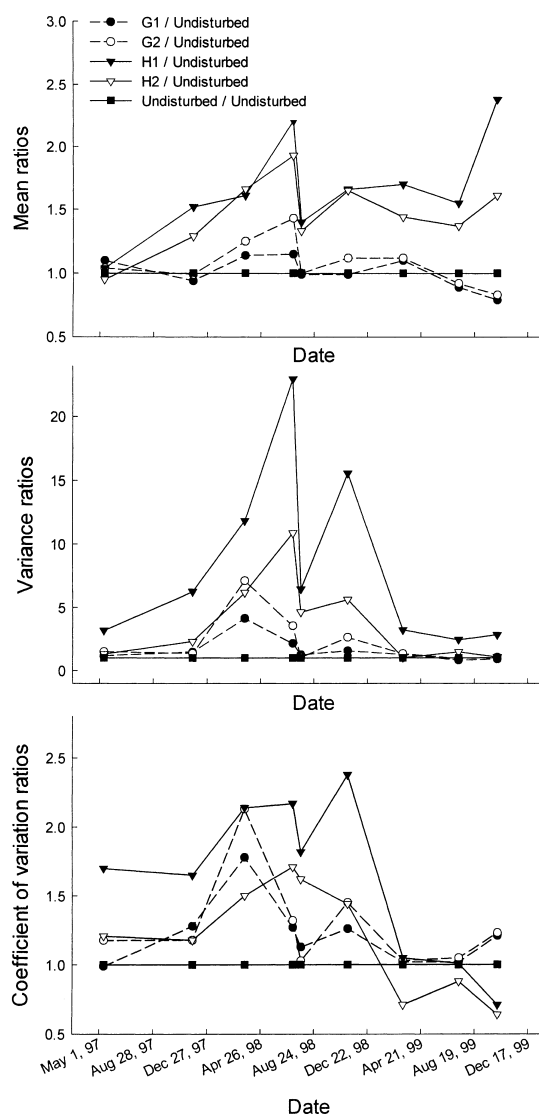 3.0
2.5
2.0
1.5
1.0
0.5
Mean ratios
G1 / Undisturbed
G2 / Undisturbed
H1 / Undisturbed
H2 / Undisturbed
Undisturbed / Undisturbed
Date
20
15
10
5
0
Variance ratios
Date
2.5
2.0
1.5
1.0
0.5
Coefficient of variation ratios
May 1, 97
Aug 28, 97
Dec 27, 97
Apr 26, 98
Aug 24, 98
Dec 22, 98
Apr 21, 99
Aug 19, 99
Dec 17, 99
Date